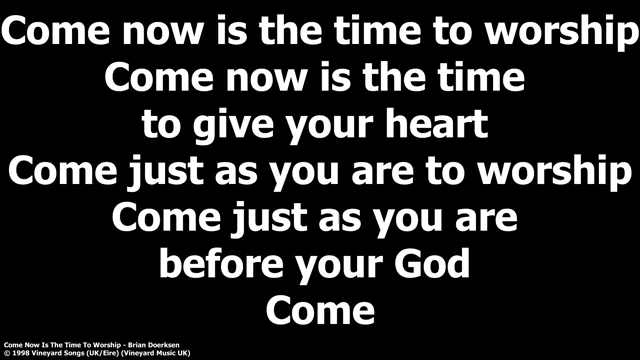 Come now is the time to worship
Come now is the time
to give your heart
Come just as you are to worship
Come just as you are
before your God
Come
Come Now Is The Time To Worship - Brian Doerksen
© 1998 Vineyard Songs (UK/Eire) (Vineyard Music UK)